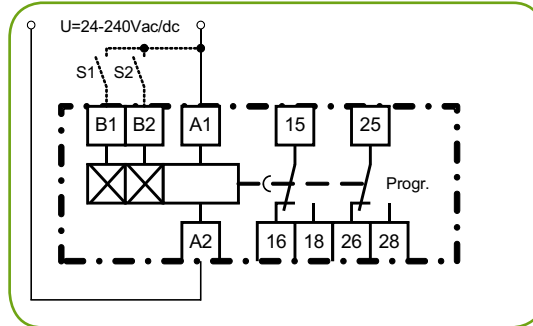 U=24-240Vac/dc
S1 S2
B1 B2 A1 15 25
Progr.
A2 16 18 26 28